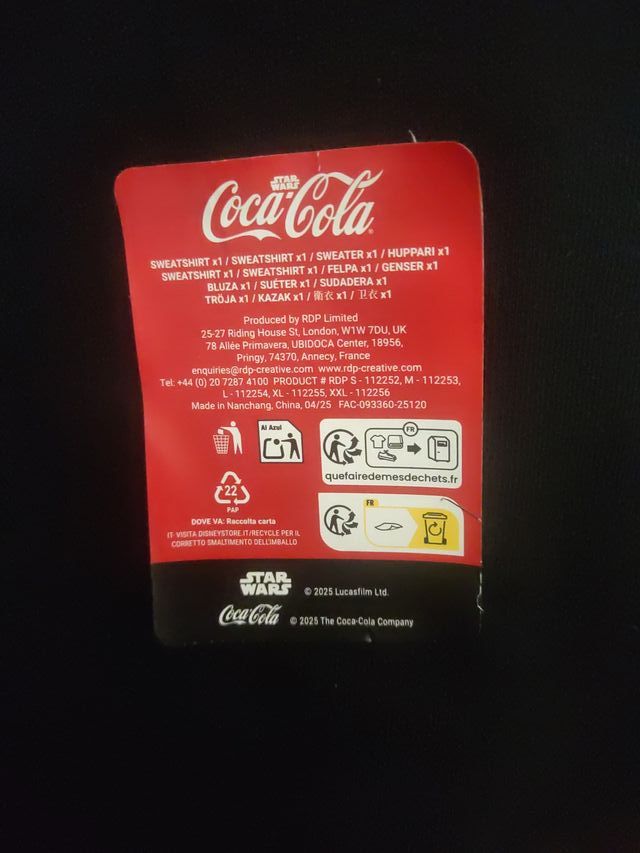 STAR
WARS
Coca-Cola®
SWEATSHIRT x1 / SWEATSHIRT x1 / SWEATER x1 / HUPPARI x1
SWEATSHIRT x1 / SWEATSHIRT x1 / FELPA x1 / GENSER x1
BLUZA x1 / SUÉTER x1 / SUDADERA x1
TRÖJA x1 / KAZAK x1 / 衛衣 x1 / 卫衣 x1
Produced by RDP Limited
25-27 Riding House St, London, W1W 7DU, UK
78 Allée Primavera, UBIDOCA Center, 18956,
Pringy, 74370, Annecy, France
enquiries@rdp-creative.com www.rdp-creative.com
Tel: +44 (0) 20 7287 4100 PRODUCT # RDP S - 112252, M - 112253,
L - 112254, XL - 112255, XXL - 112256
Made in Nanchang, China, 04/25 FAC-093360-25120
Al Azul
FR
quefairedemesdechets.fr
22
PAP
FR
DOVE VA: Raccolta carta
IT: VISITA DISNEYSTORE.IT/RECYCLE PER IL
CORRETTO SMALTIMENTO DELL'IMBALLO
STAR
WARS © 2025 Lucasfilm Ltd.
Coca-Cola © 2025 The Coca-Cola Company